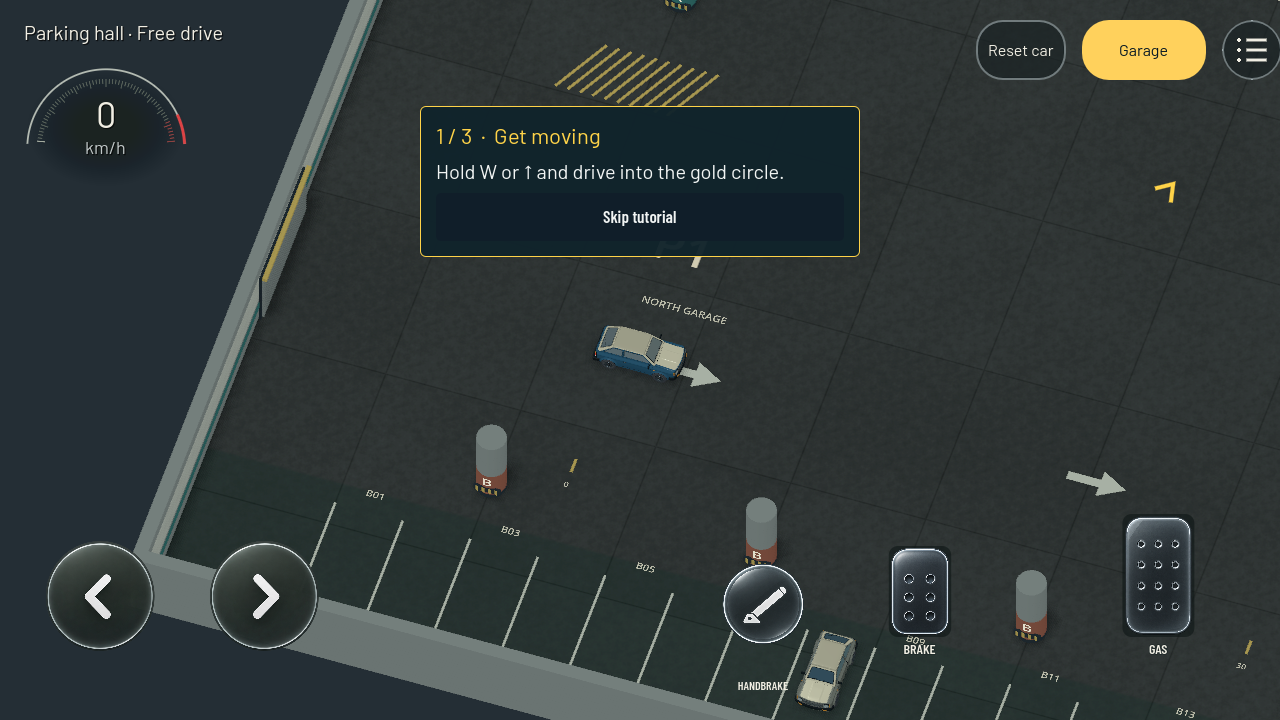 Parking hall · Free drive
Reset car
Garage
0
km/h
1 / 3 · Get moving
Hold W or ↑ and drive into the gold circle.
Skip tutorial
NORTH GARAGE
B
0
B01
B03
B
B05
B
B09
BRAKE
GAS
30
HANDBRAKE
B11
B13